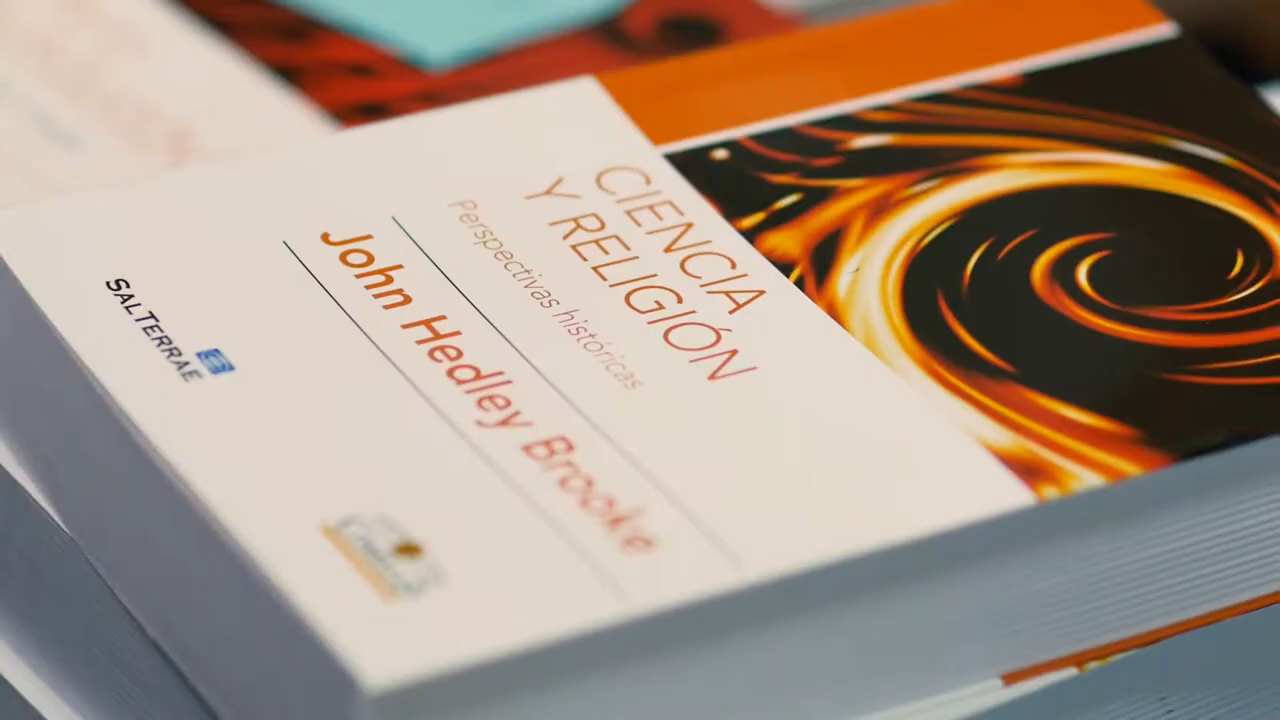 CIENCIA
Y RELIGIÓN
Perspectivas históricas
John Hedley Brooke
SALTERRAE